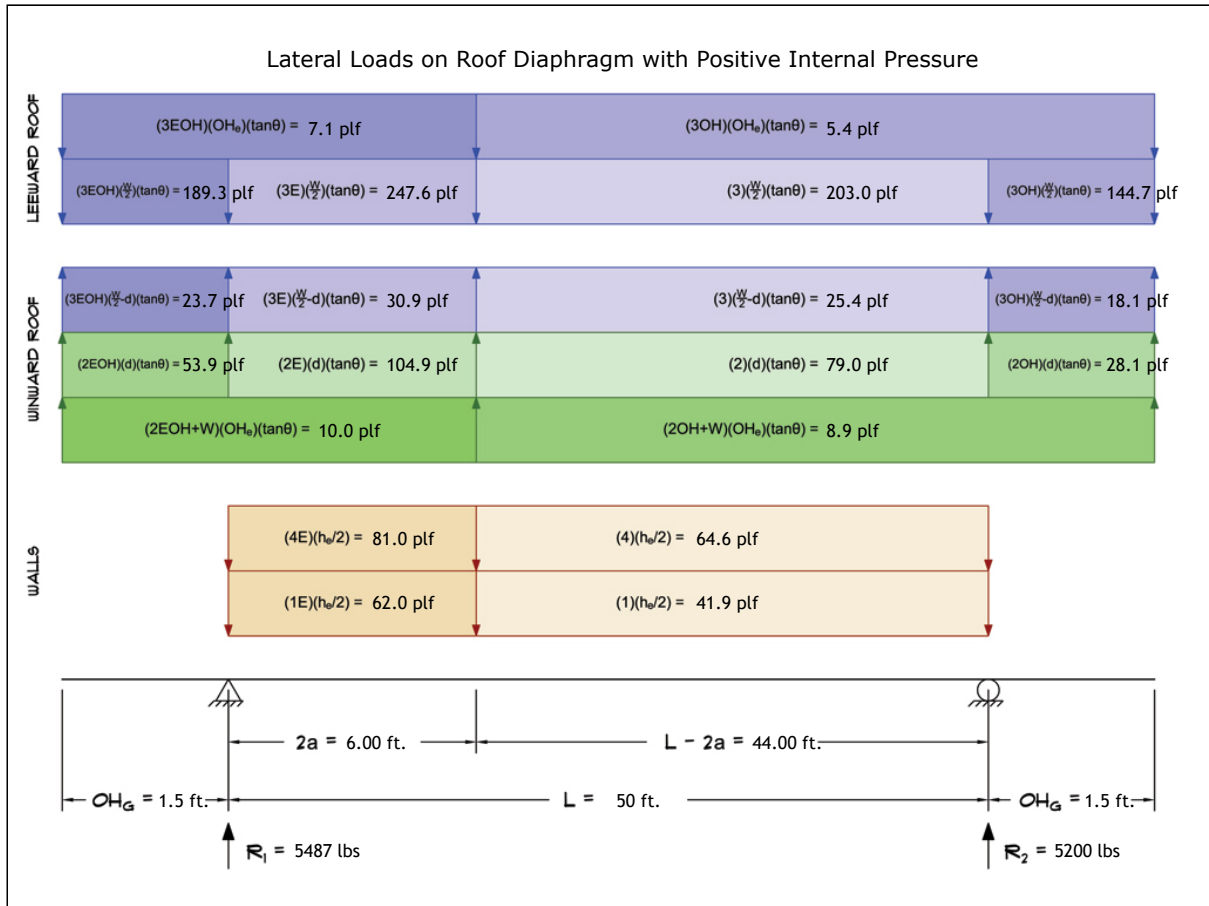 Lateral Loads on Roof Diaphragm with Positive Internal Pressure
LEEWARD ROOF
(3EOH)(OHₑ)(tanθ) = 7.1 plf
(3OH)(OHₑ)(tanθ) = 5.4 plf
(3EOH)(W/2)(tanθ) = 189.3 plf
(3E)(W/2)(tanθ) = 247.6 plf
(3)(W/2)(tanθ) = 203.0 plf
(3OH)(W/2)(tanθ) = 144.7 plf
WINWARD ROOF
(3EOH)(W/2-d)(tanθ) = 23.7 plf
(3E)(W/2-d)(tanθ) = 30.9 plf
(3)(W/2-d)(tanθ) = 25.4 plf
(3OH)(W/2-d)(tanθ) = 18.1 plf
(2EOH)(d)(tanθ) = 53.9 plf
(2E)(d)(tanθ) = 104.9 plf
(2)(d)(tanθ) = 79.0 plf
(2OH)(d)(tanθ) = 28.1 plf
(2EOH+W)(OHₑ)(tanθ) = 10.0 plf
(2OH+W)(OHₑ)(tanθ) = 8.9 plf
WALLS
(4E)(hₑ/2) = 81.0 plf
(4)(hₑ/2) = 64.6 plf
(1E)(hₑ/2) = 62.0 plf
(1)(hₑ/2) = 41.9 plf
2a = 6.00 ft.
L - 2a = 44.00 ft.
OH_G = 1.5 ft.
L = 50 ft.
OH_G = 1.5 ft.
R₁ = 5487 lbs
R₂ = 5200 lbs